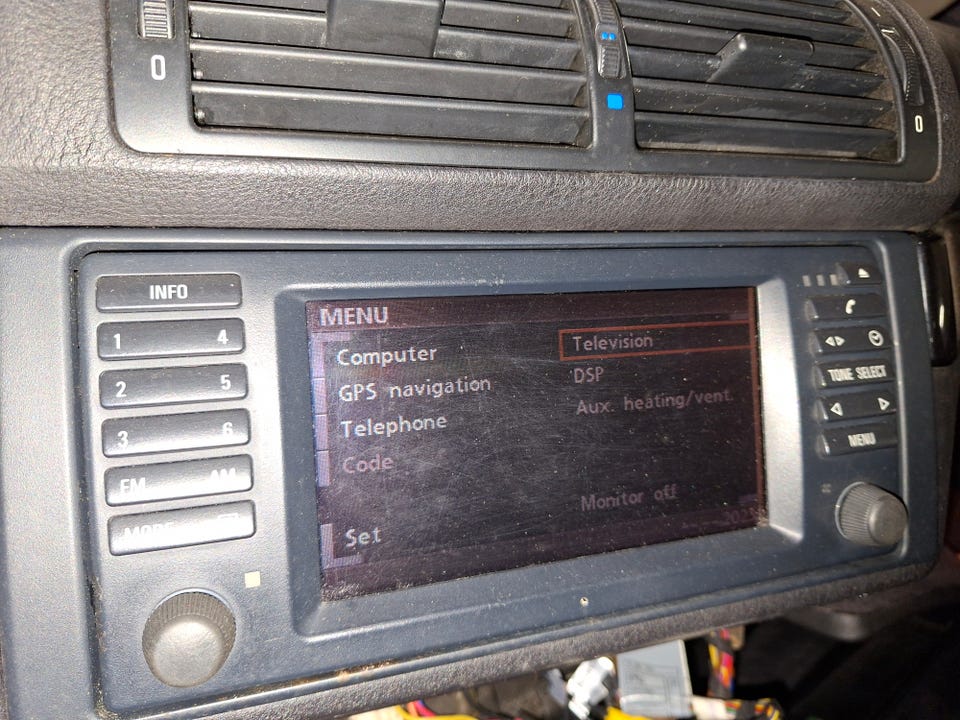 0
0
INFO
1 4
2 5
3 6
FM AM
MODE
MENU
Computer
GPS navigation
Telephone
Code
Set
Television
DSP
Aux. heating/vent.
Monitor off
TONE SELECT
MENU